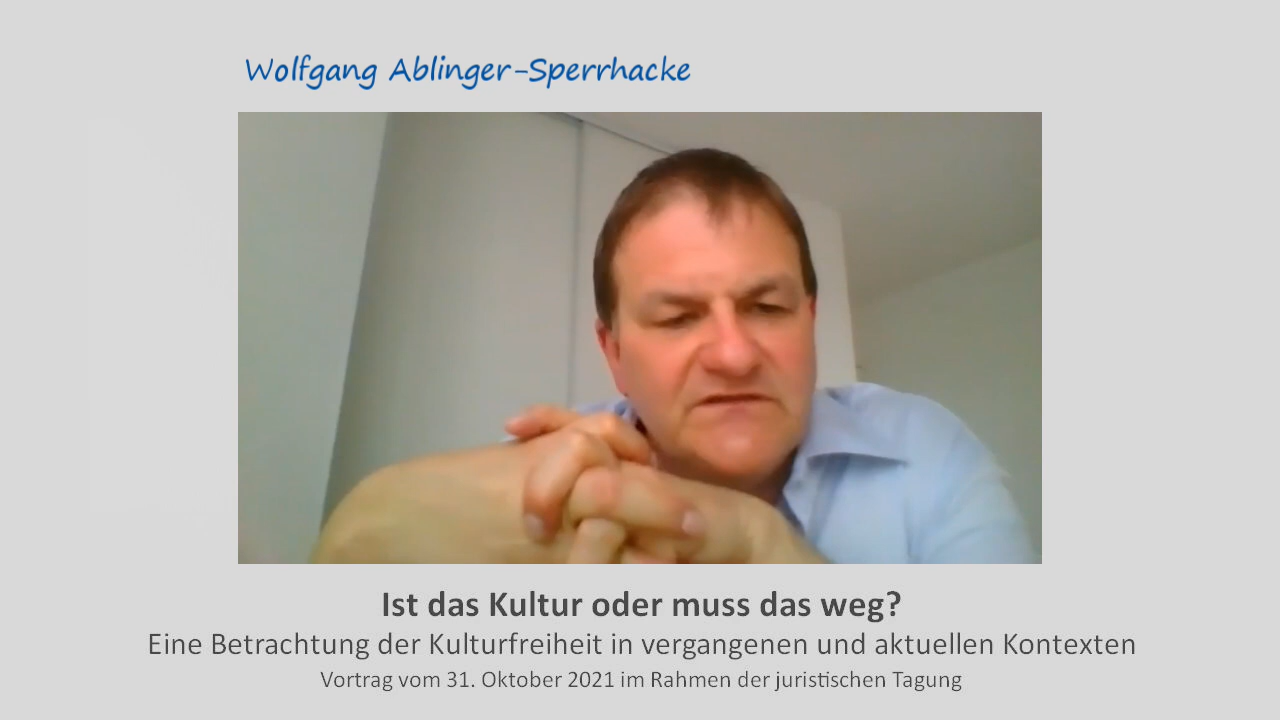 Wolfgang Ablinger-Sperrhacke
Ist das Kultur oder muss das weg?
Eine Betrachtung der Kulturfreiheit in vergangenen und aktuellen Kontexten
Vortrag vom 31. Oktober 2021 im Rahmen der juristischen Tagung